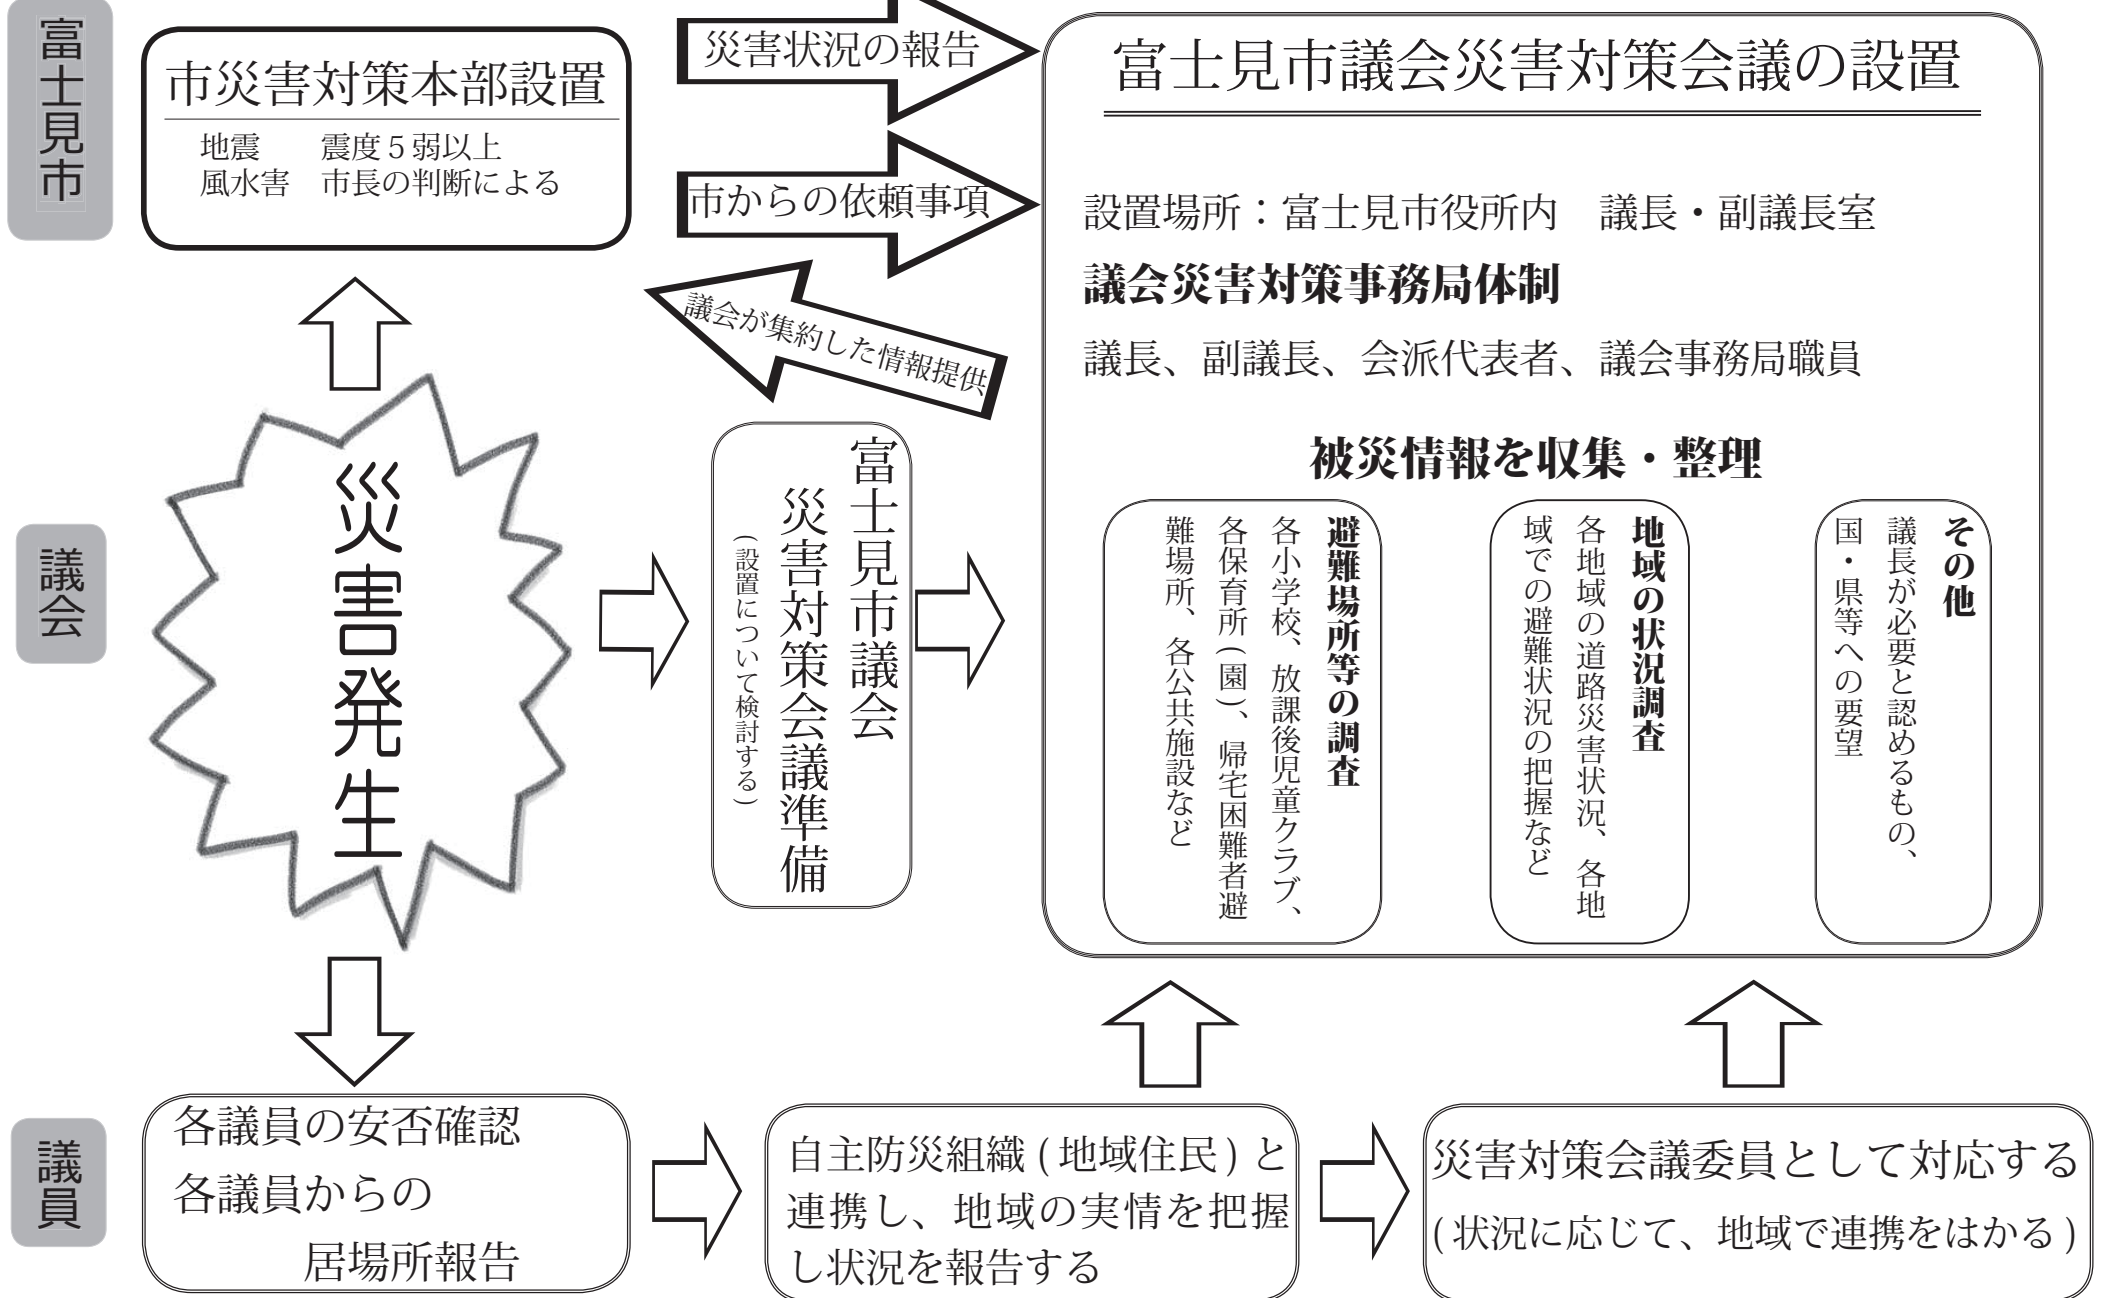 富士見市
市災害対策本部設置
地震　震度５弱以上
風水害　市長の判断による
災害状況の報告
市からの依頼事項
議会が集約した情報提供
富士見市議会災害対策会議の設置
設置場所：富士見市役所内　議長・副議長室
議会災害対策事務局体制
議長、副議長、会派代表者、議会事務局職員
被災情報を収集・整理
避難場所等の調査
各小学校、放課後児童クラブ、
各保育所(園)、帰宅困難者避
難場所、各公共施設など
地域の状況調査
各地域の道路災害状況、各地
域での避難状況の把握など
その他
議長が必要と認めるもの、
国・県等への要望
議会
災害発生
富士見市議会
災害対策会議準備
(設置について検討する)
議員
各議員の安否確認
各議員からの
居場所報告
自主防災組織(地域住民)と
連携し、地域の実情を把握
し状況を報告する
災害対策会議委員として対応する
(状況に応じて、地域で連携をはかる)